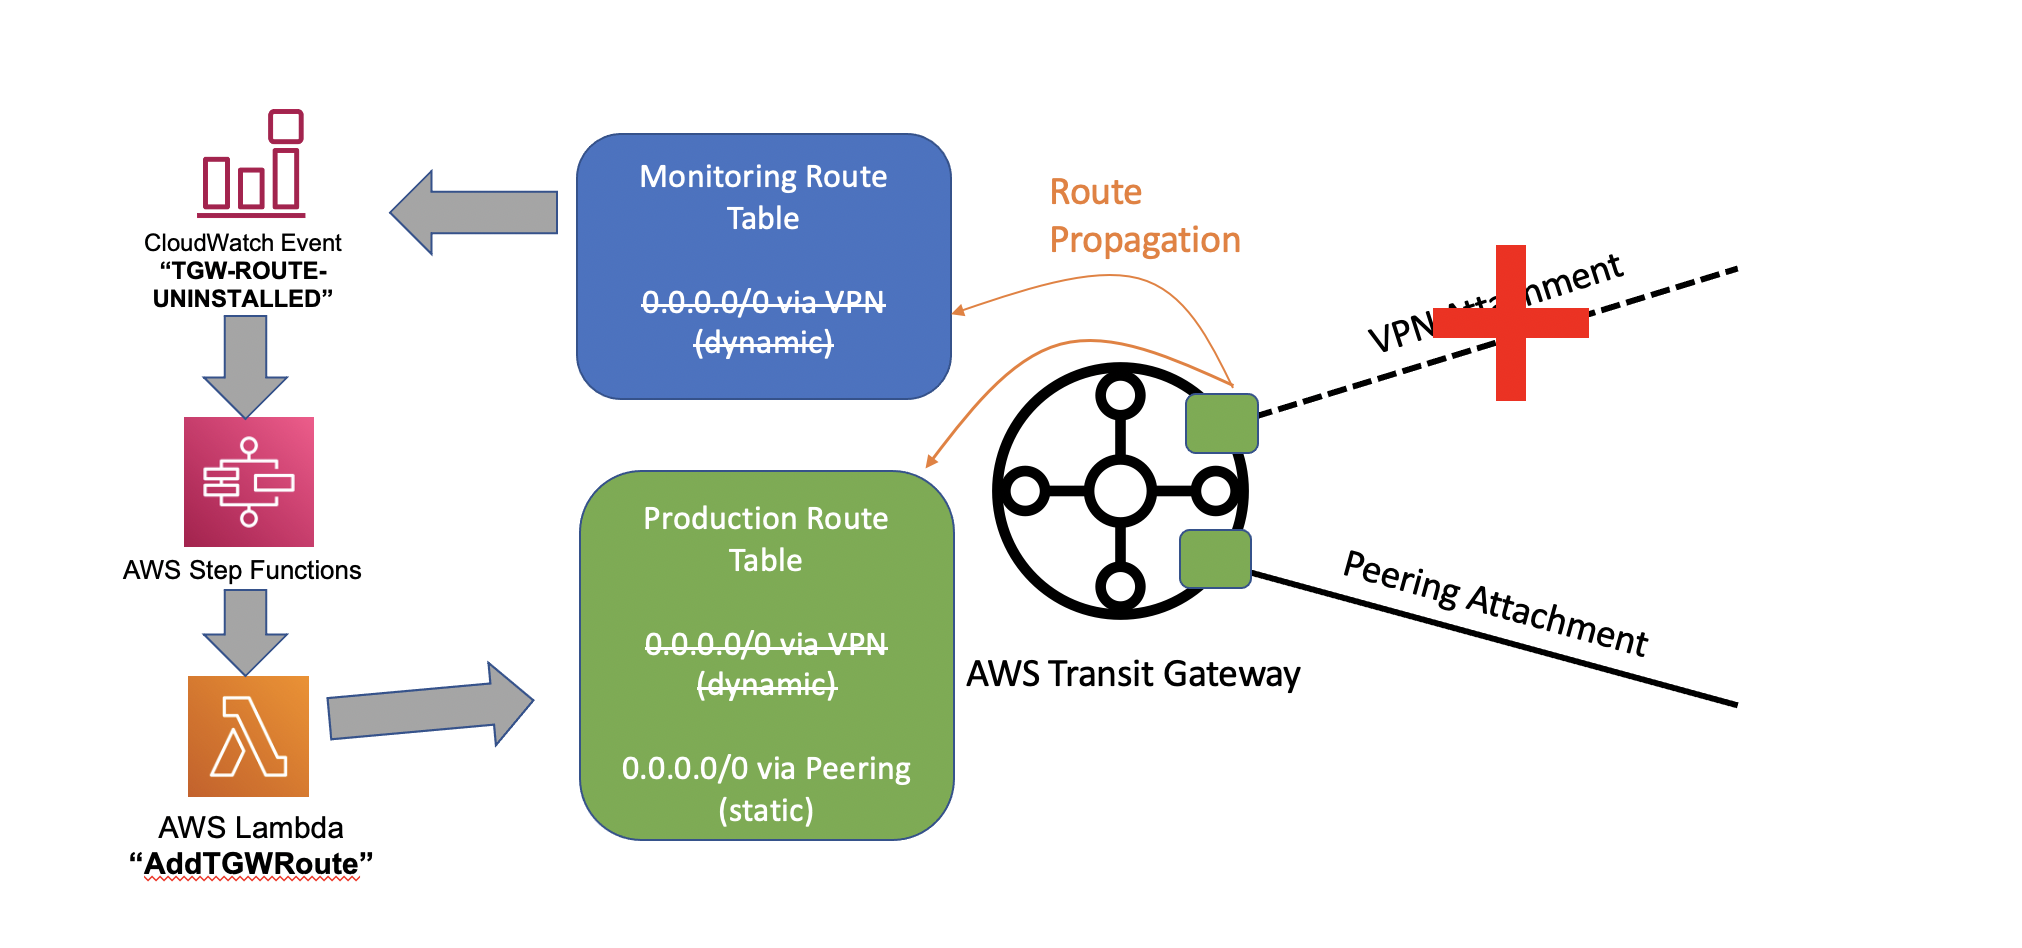 CloudWatch Event
“TGW-ROUTE-
UNINSTALLED”
AWS Step Functions
AWS Lambda
“AddTGWRoute”
Monitoring Route
Table
0.0.0.0/0 via VPN
(dynamic)
Production Route
Table
0.0.0.0/0 via VPN
(dynamic)
0.0.0.0/0 via Peering
(static)
Route
Propagation
AWS Transit Gateway
VPN Attachment
Peering Attachment